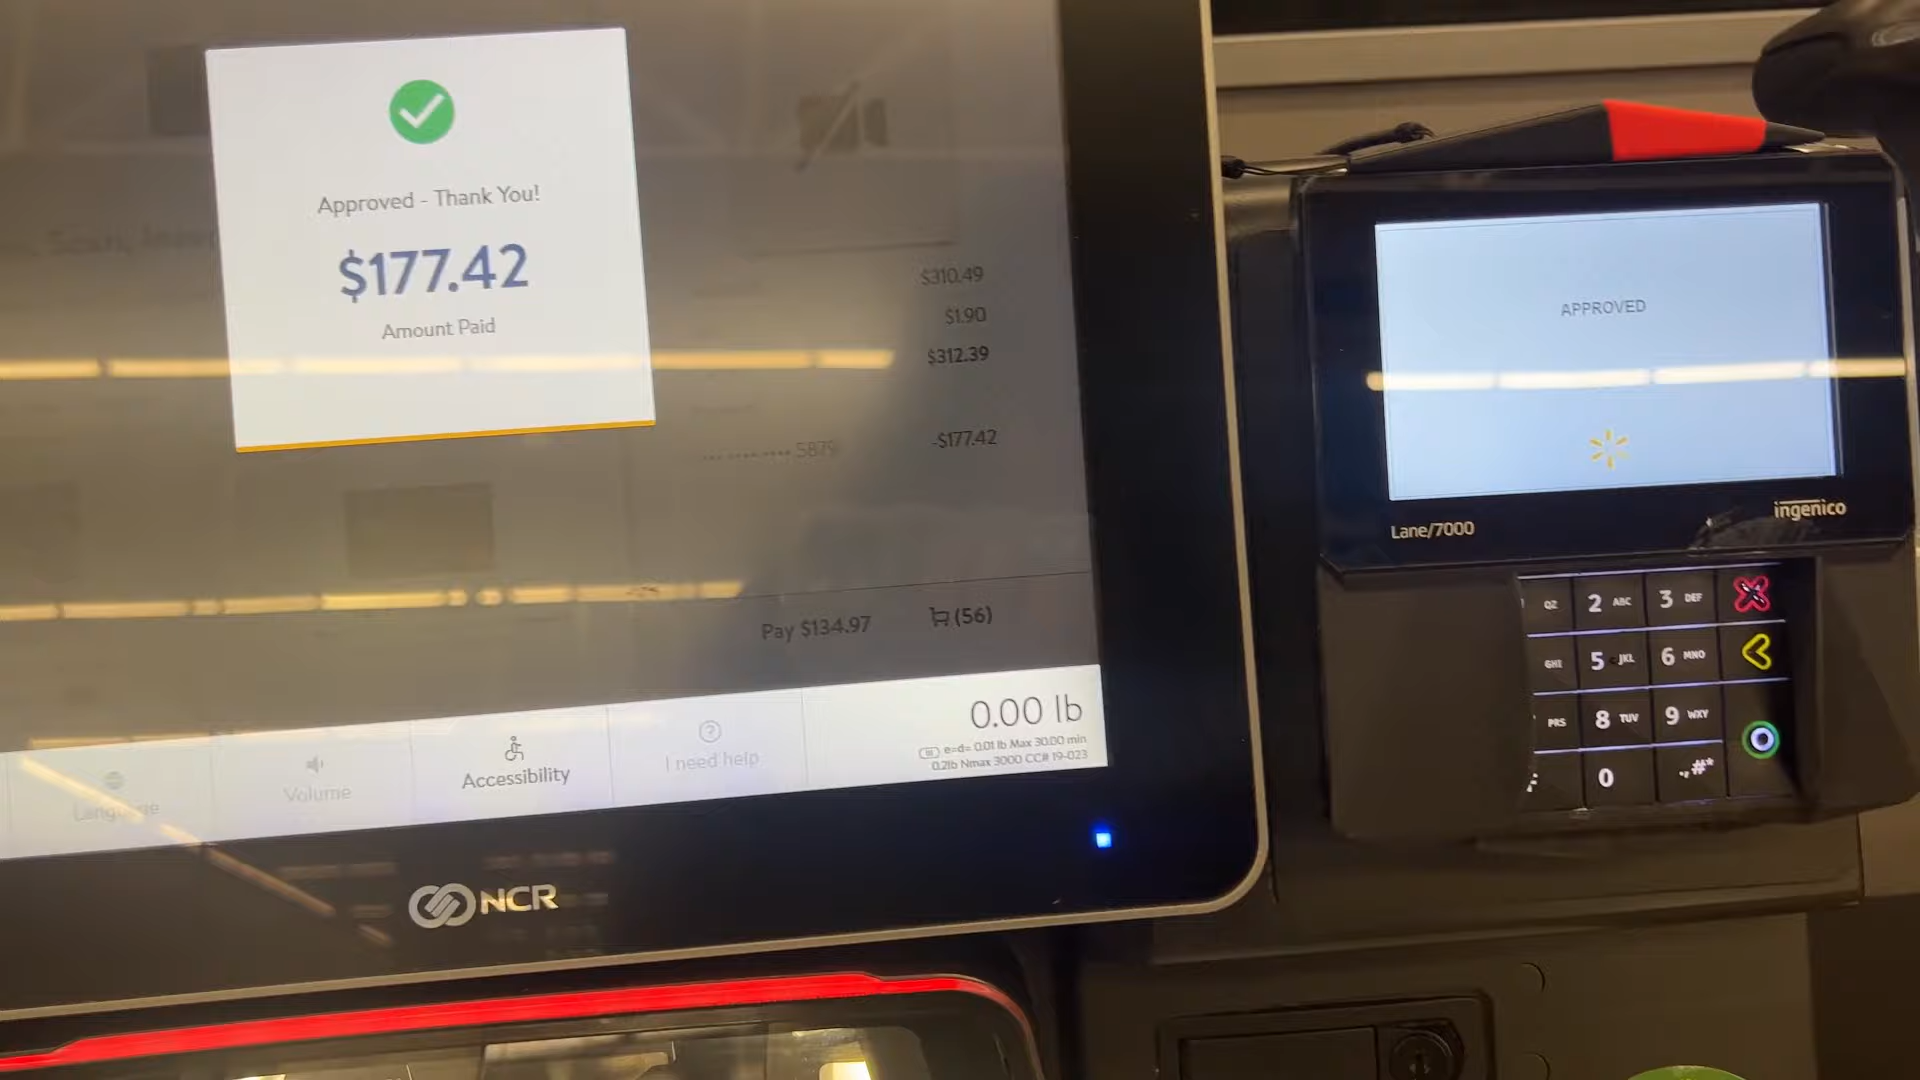 Approved - Thank You!
$177.42
Amount Paid
Scan,
$310.49
$1.90
$312.39
5879
-$177.42
Pay $134.97
(56)
Language
Volume
Accessibility
I need help
0.00 lb
e=d= 0.01 lb Max 30.00 min
0.2lb Nmax 3000 CC# 19-023
NCR
APPROVED
Lane/7000
ingenico
QZ 2 ABC 3 DEF
GHI 5 JKL 6 MNO
PRS 8 TUV 9 WXY
0 .,#*